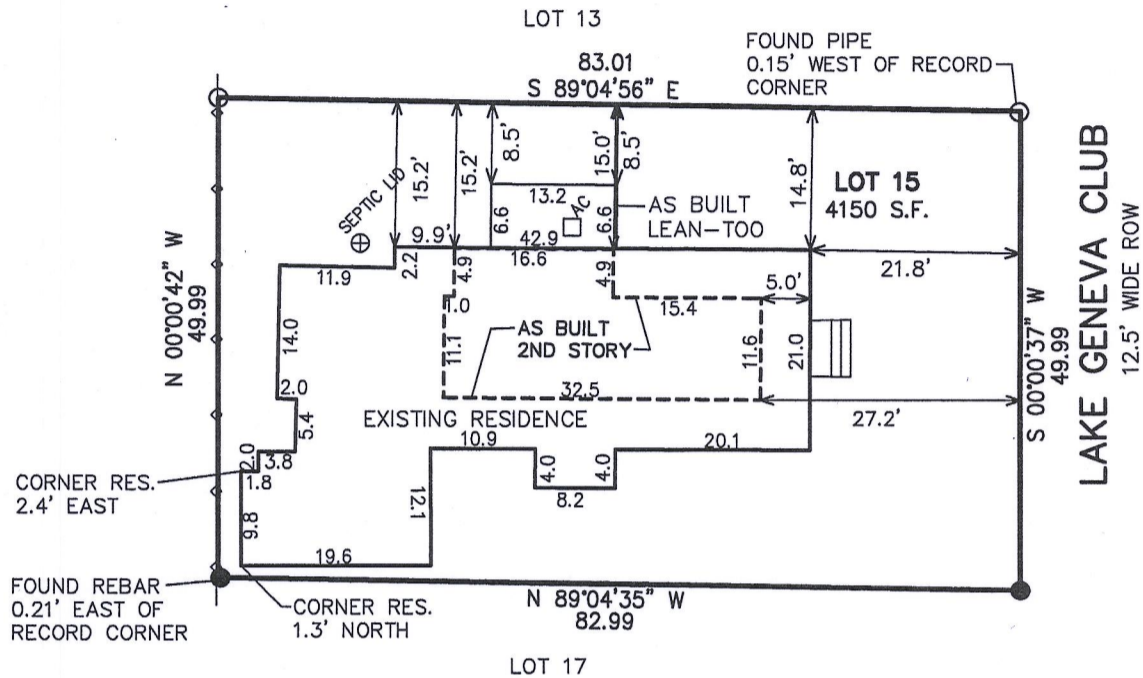 LOT 13
83.01
S 89°04'56" E
FOUND PIPE
0.15' WEST OF RECORD
CORNER
15.2'
15.2'
8.5'
15.0'
8.5'
14.8'
LOT 15
4150 S.F.
SEPTIC LID
13.2
AC
6.6
6.6
AS BUILT
LEAN-TOO
9.9'
42.9
16.6
2.2
4.9
4.9
21.8'
11.9
1.0
15.4
5.0'
N 00°00'42" W
49.99
14.0
11.1
AS BUILT
2ND STORY
11.6
21.0
2.0
32.5
27.2'
S 00°00'37" W
49.99
LAKE GENEVA CLUB
12.5' WIDE ROW
5.4
EXISTING RESIDENCE
10.9
20.1
2.0
3.8
1.8
4.0
4.0
8.2
CORNER RES.
2.4' EAST
9.8
12.1
19.6
FOUND REBAR
0.21' EAST OF
RECORD CORNER
CORNER RES.
1.3' NORTH
N 89°04'35" W
82.99
LOT 17